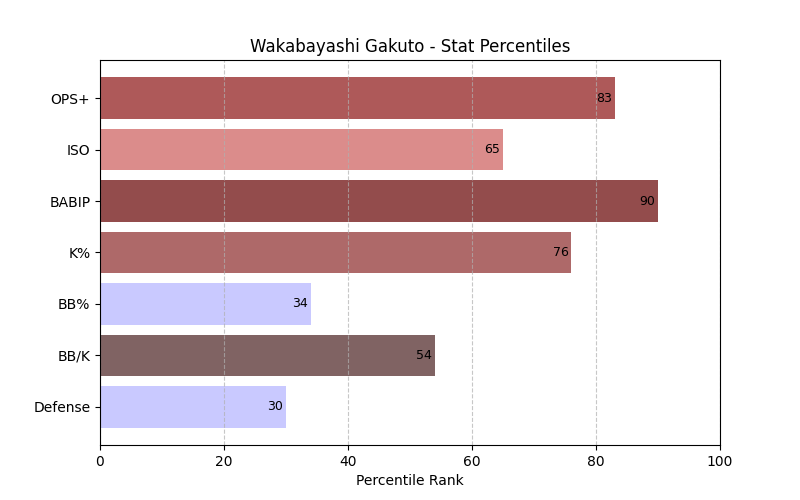 Wakabayashi Gakuto - Stat Percentiles
OPS+ 83
ISO 65
BABIP 90
K% 76
BB% 34
BB/K 54
Defense 30
0 20 40 60 80 100
Percentile Rank